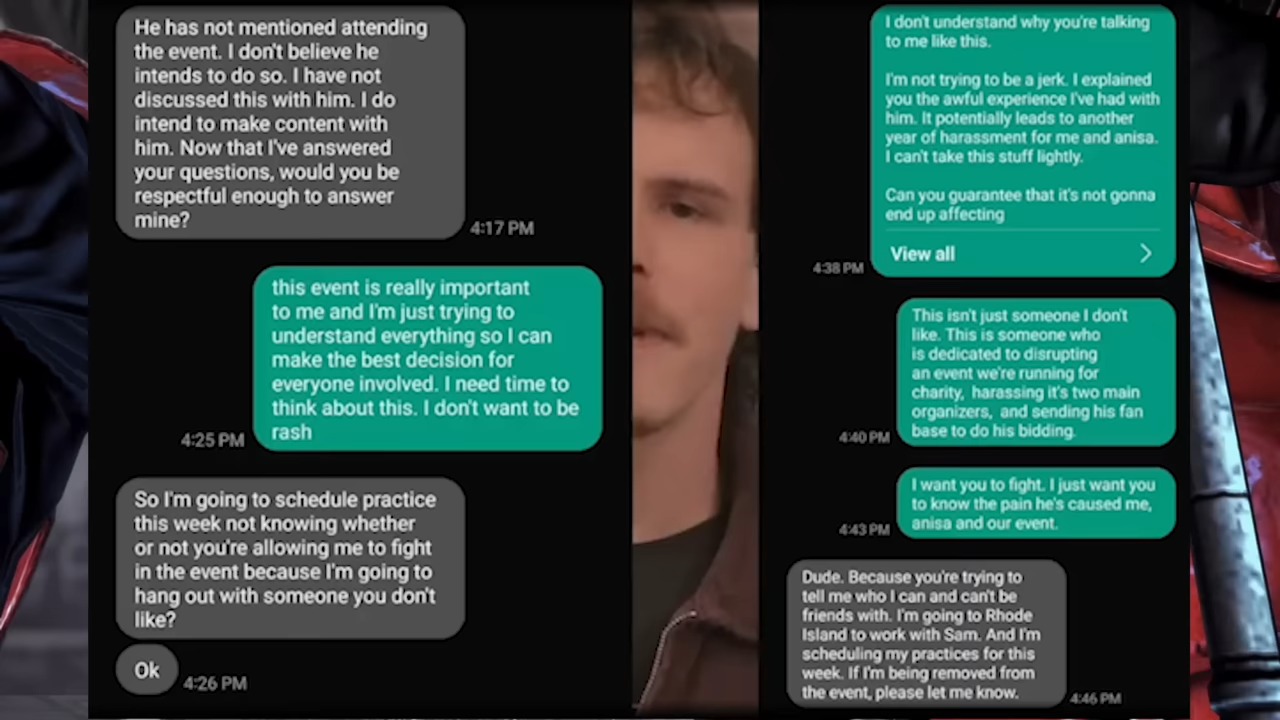 He has not mentioned attending
the event. I don't believe he
intends to do so. I have not
discussed this with him. I do
intend to make content with
him. Now that I've answered
your questions, would you be
respectful enough to answer
mine?
4:17 PM
this event is really important
to me and I'm just trying to
understand everything so I can
make the best decision for
everyone involved. I need time to
think about this. I don't want to be
rash
4:25 PM
So I'm going to schedule practice
this week not knowing whether
or not you're allowing me to fight
in the event because I'm going to
hang out with someone you don't
like?
Ok
4:26 PM
I don't understand why you're talking
to me like this.
I'm not trying to be a jerk. I explained
you the awful experience I've had with
him. It potentially leads to another
year of harassment for me and anisa.
I can't take this stuff lightly.
Can you guarantee that it's not gonna
end up affecting
View all
4:38 PM
This isn't just someone I don't
like. This is someone who
is dedicated to disrupting
an event we're running for
charity, harassing it's two main
organizers, and sending his fan
base to do his bidding.
4:40 PM
I want you to fight. I just want you
to know the pain he's caused me,
anisa and our event.
4:43 PM
Dude. Because you're trying to
tell me who I can and can't be
friends with. I'm going to Rhode
Island to work with Sam. And I'm
scheduling my practices for this
week. If I'm being removed from
the event, please let me know.
4:46 PM